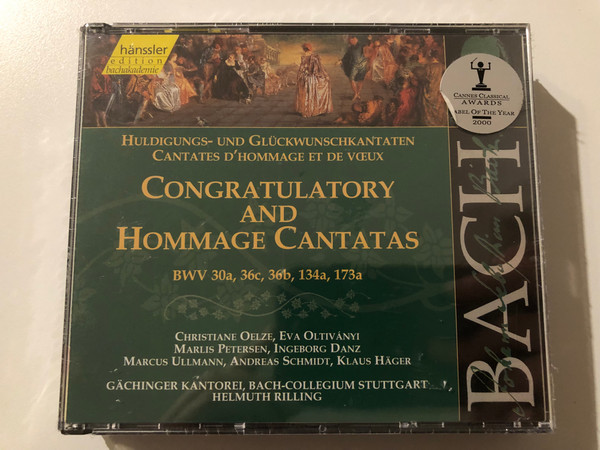 hänssler
edition
bachakademie
CANNES CLASSICAL
AWARDS
ABEL OF THE YEAR
2000
HULDIGUNGS- UND GLÜCKWUNSCHKANTATEN
CANTATES D'HOMMAGE ET DE VŒUX
CONGRATULATORY
AND
HOMMAGE CANTATAS
BWV 30a, 36c, 36b, 134a, 173a
CHRISTIANE OELZE, EVA OLTIVÁNYI
MARLIS PETERSEN, INGEBORG DANZ
MARCUS ULLMANN, ANDREAS SCHMIDT, KLAUS HÄGER
GÄCHINGER KANTOREI, BACH-COLLEGIUM STUTTGART
HELMUTH RILLING
BACH